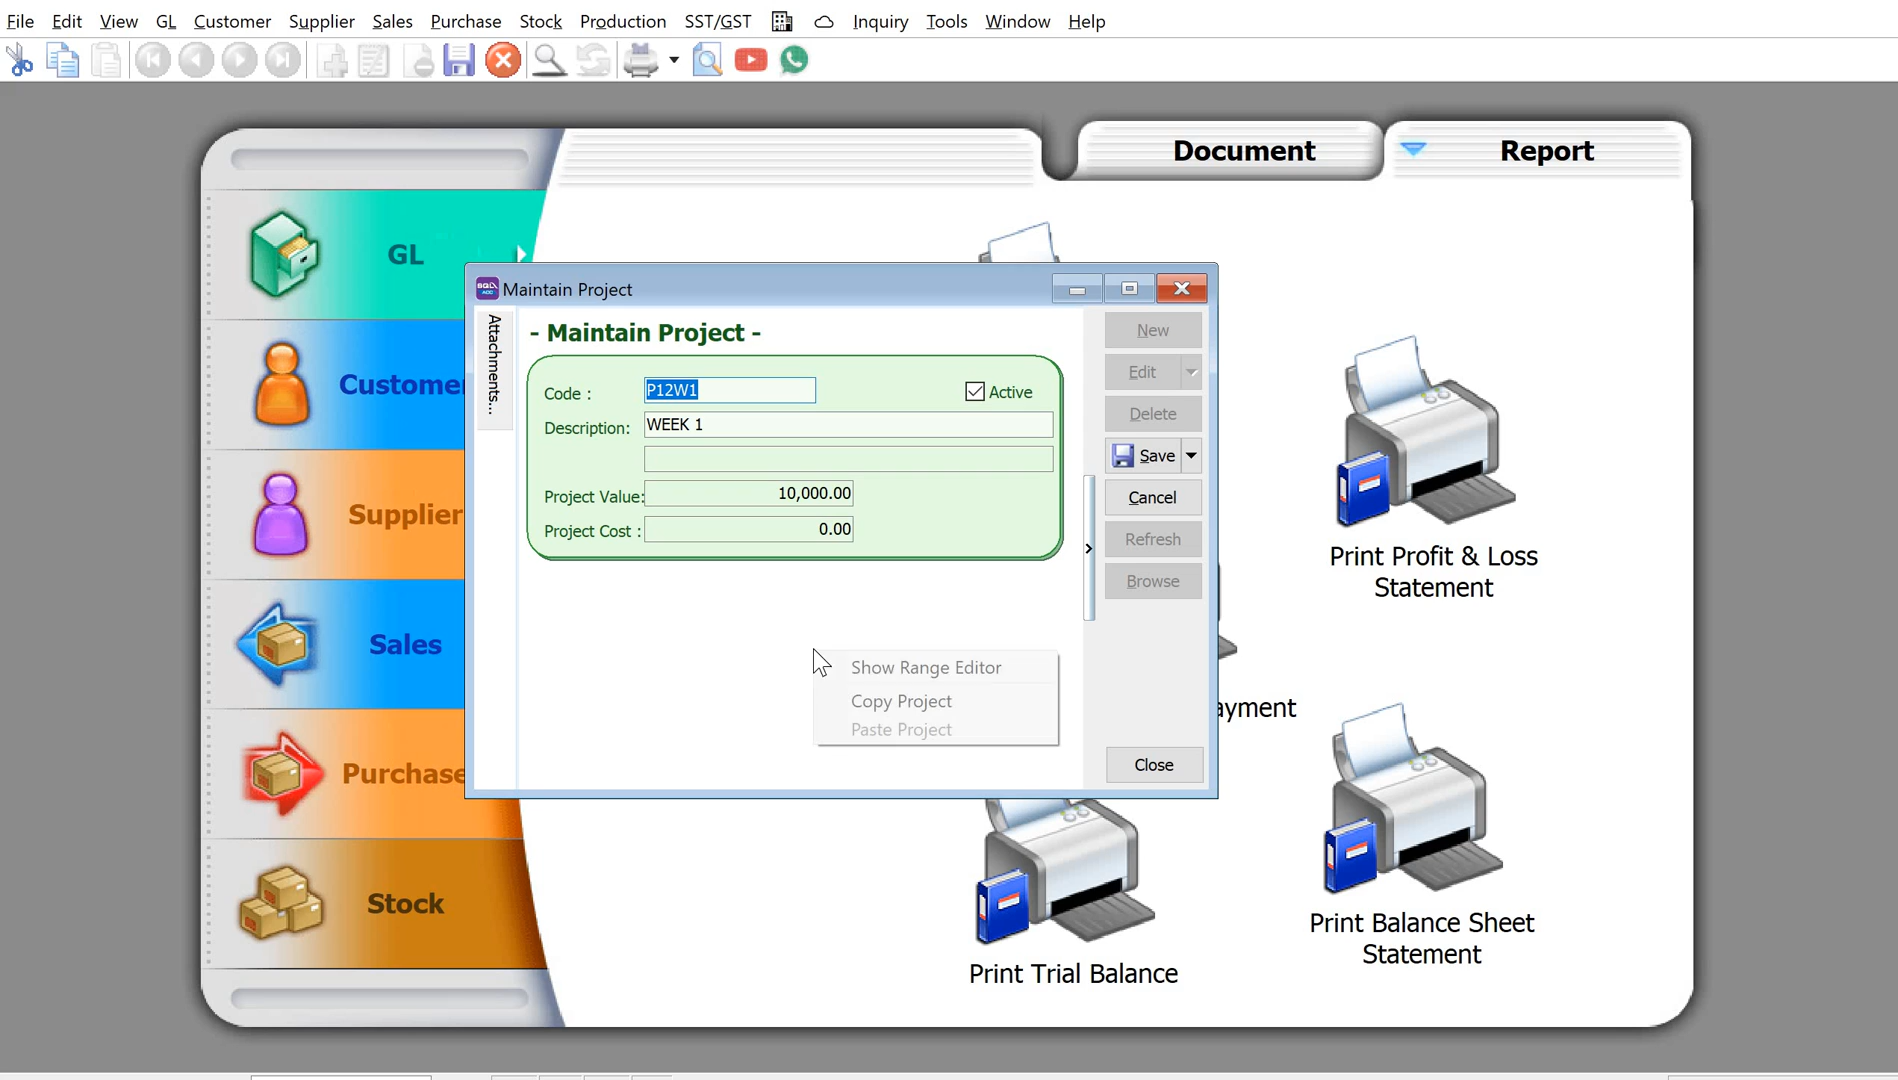 File Edit View GL Customer Supplier Sales Purchase Stock Production SST/GST Inquiry Tools Window Help
Document
Report
GL
Customer
Supplier
Sales
Purchase
Stock
Maintain Project
Attachments...
- Maintain Project -
Code :
P12W1
Active
Description:
WEEK 1
Project Value:
10,000.00
Project Cost :
0.00
New
Edit
Delete
Save
Cancel
Refresh
Browse
Close
Show Range Editor
Copy Project
Paste Project
Print Profit & Loss
Statement
ayment
Print Trial Balance
Print Balance Sheet
Statement